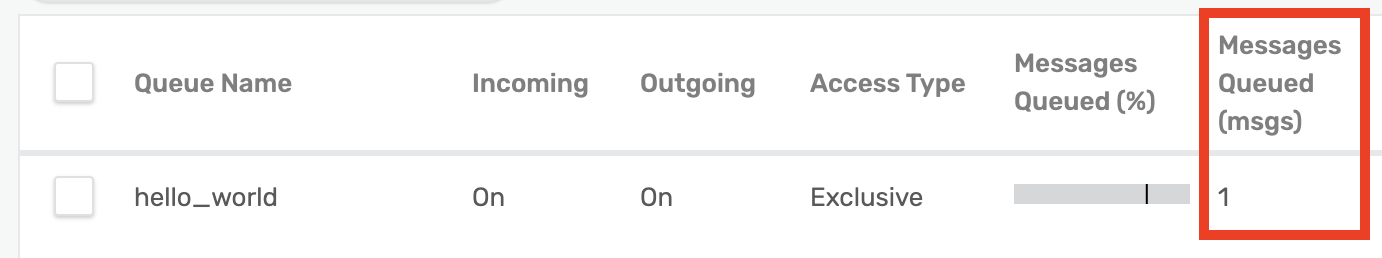 Queue Name Incoming Outgoing Access Type Messages Queued (%) Messages Queued (msgs)
hello_world On On Exclusive 1